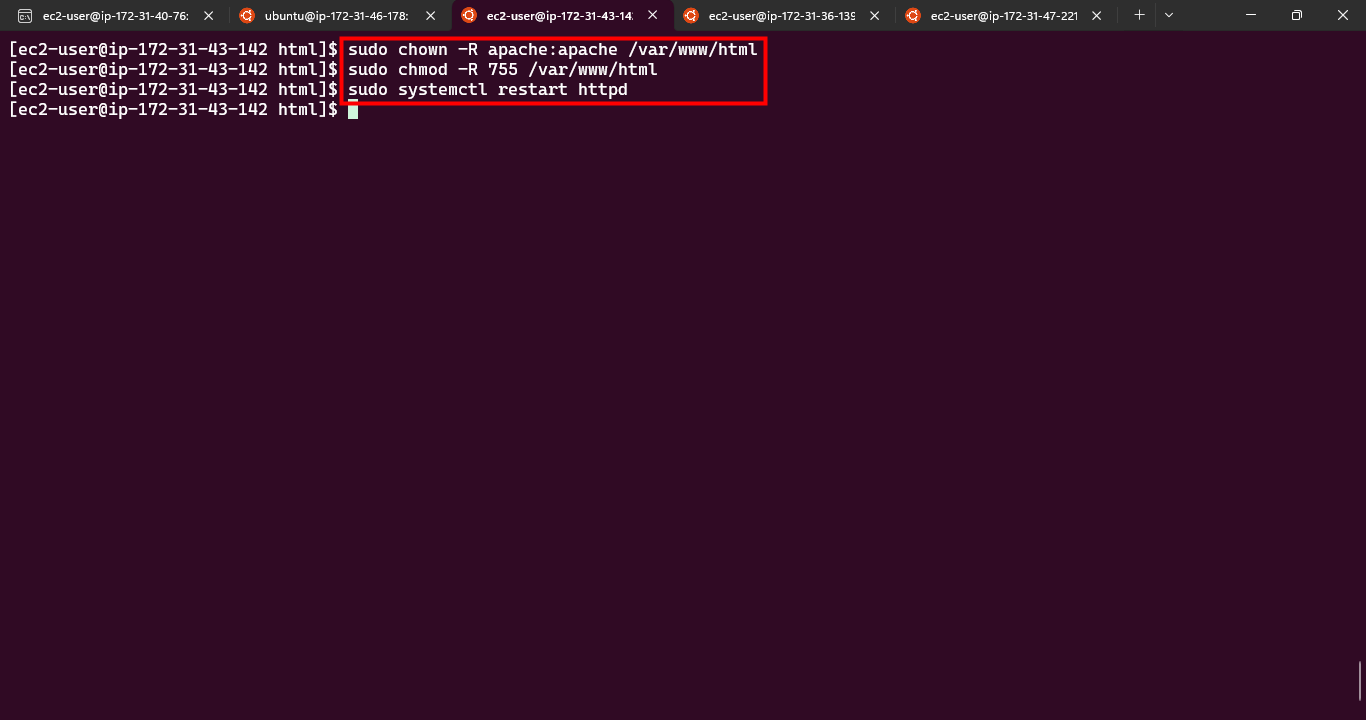 ec2-user@ip-172-31-40-76: ubuntu@ip-172-31-46-178: ec2-user@ip-172-31-43-14 ec2-user@ip-172-31-36-139 ec2-user@ip-172-31-47-221
[ec2-user@ip-172-31-43-142 html]$ sudo chown -R apache:apache /var/www/html
[ec2-user@ip-172-31-43-142 html]$ sudo chmod -R 755 /var/www/html
[ec2-user@ip-172-31-43-142 html]$ sudo systemctl restart httpd
[ec2-user@ip-172-31-43-142 html]$